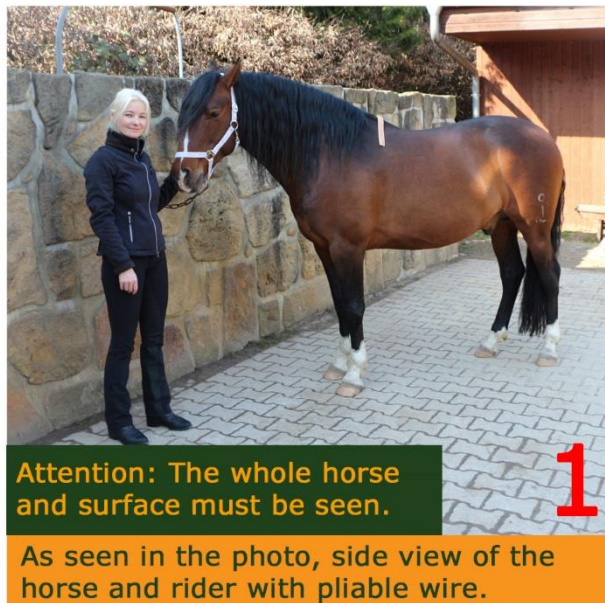 Attention: The whole horse
and surface must be seen.
1
As seen in the photo, side view of the
horse and rider with pliable wire.